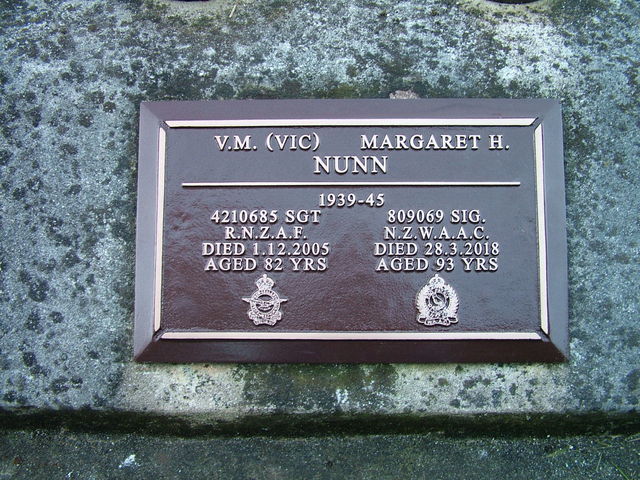 V.M. (VIC) MARGARET H.
NUNN
1939-45
4210685 SGT 809069 SIG.
R.N.Z.A.F. N.Z.W.A.A.C.
DIED 1.12.2005 DIED 28.3.2018
AGED 82 YRS AGED 93 YRS